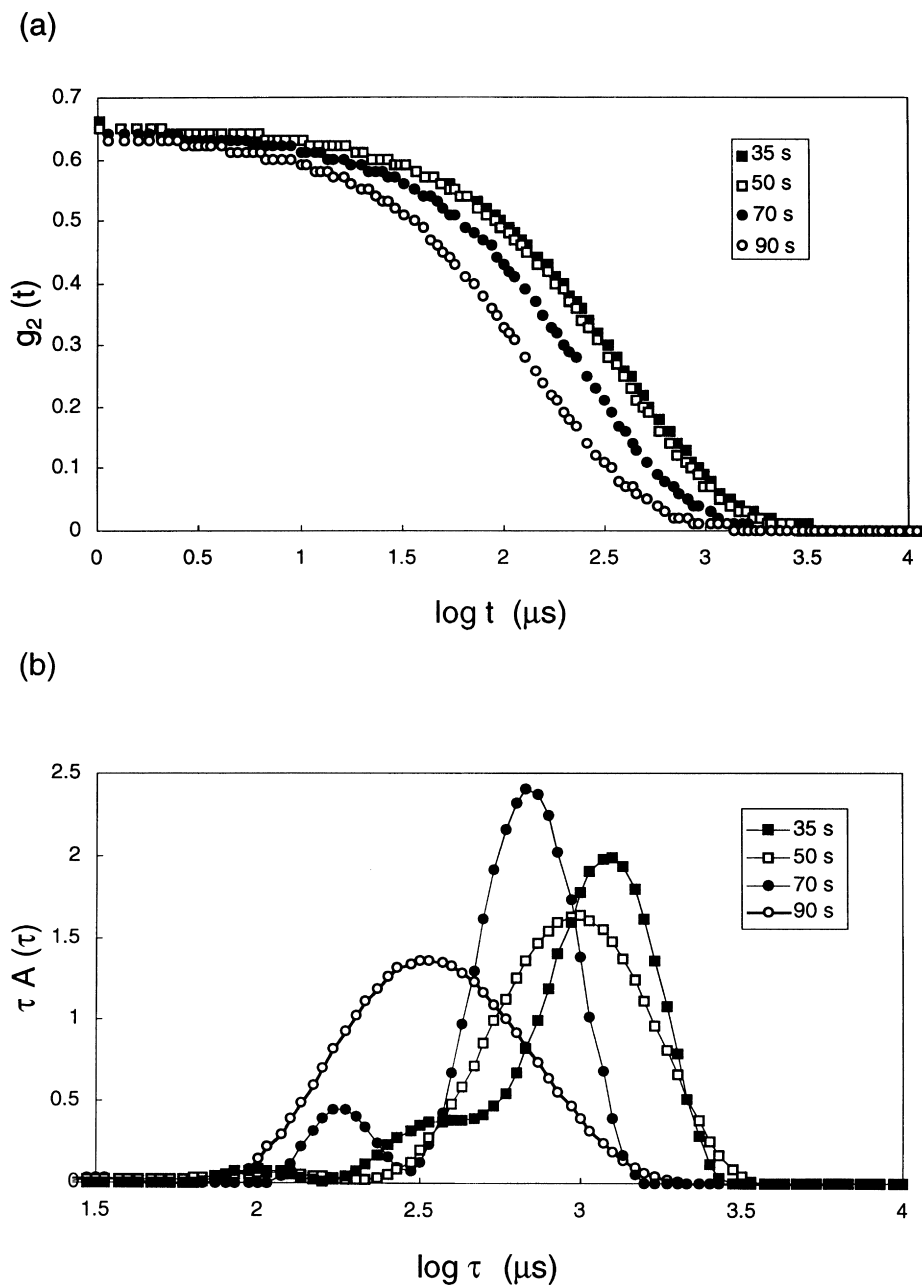 (a)
0.7
0.6
0.5
0.4
0.3
0.2
0.1
0
g₂ (t)
35 s
50 s
70 s
90 s
0 0.5 1 1.5 2 2.5 3 3.5 4
log t (μs)
(b)
2.5
2
1.5
1
0.5
0
τ A (τ)
35 s
50 s
70 s
90 s
1.5 2 2.5 3 3.5 4
log τ (μs)